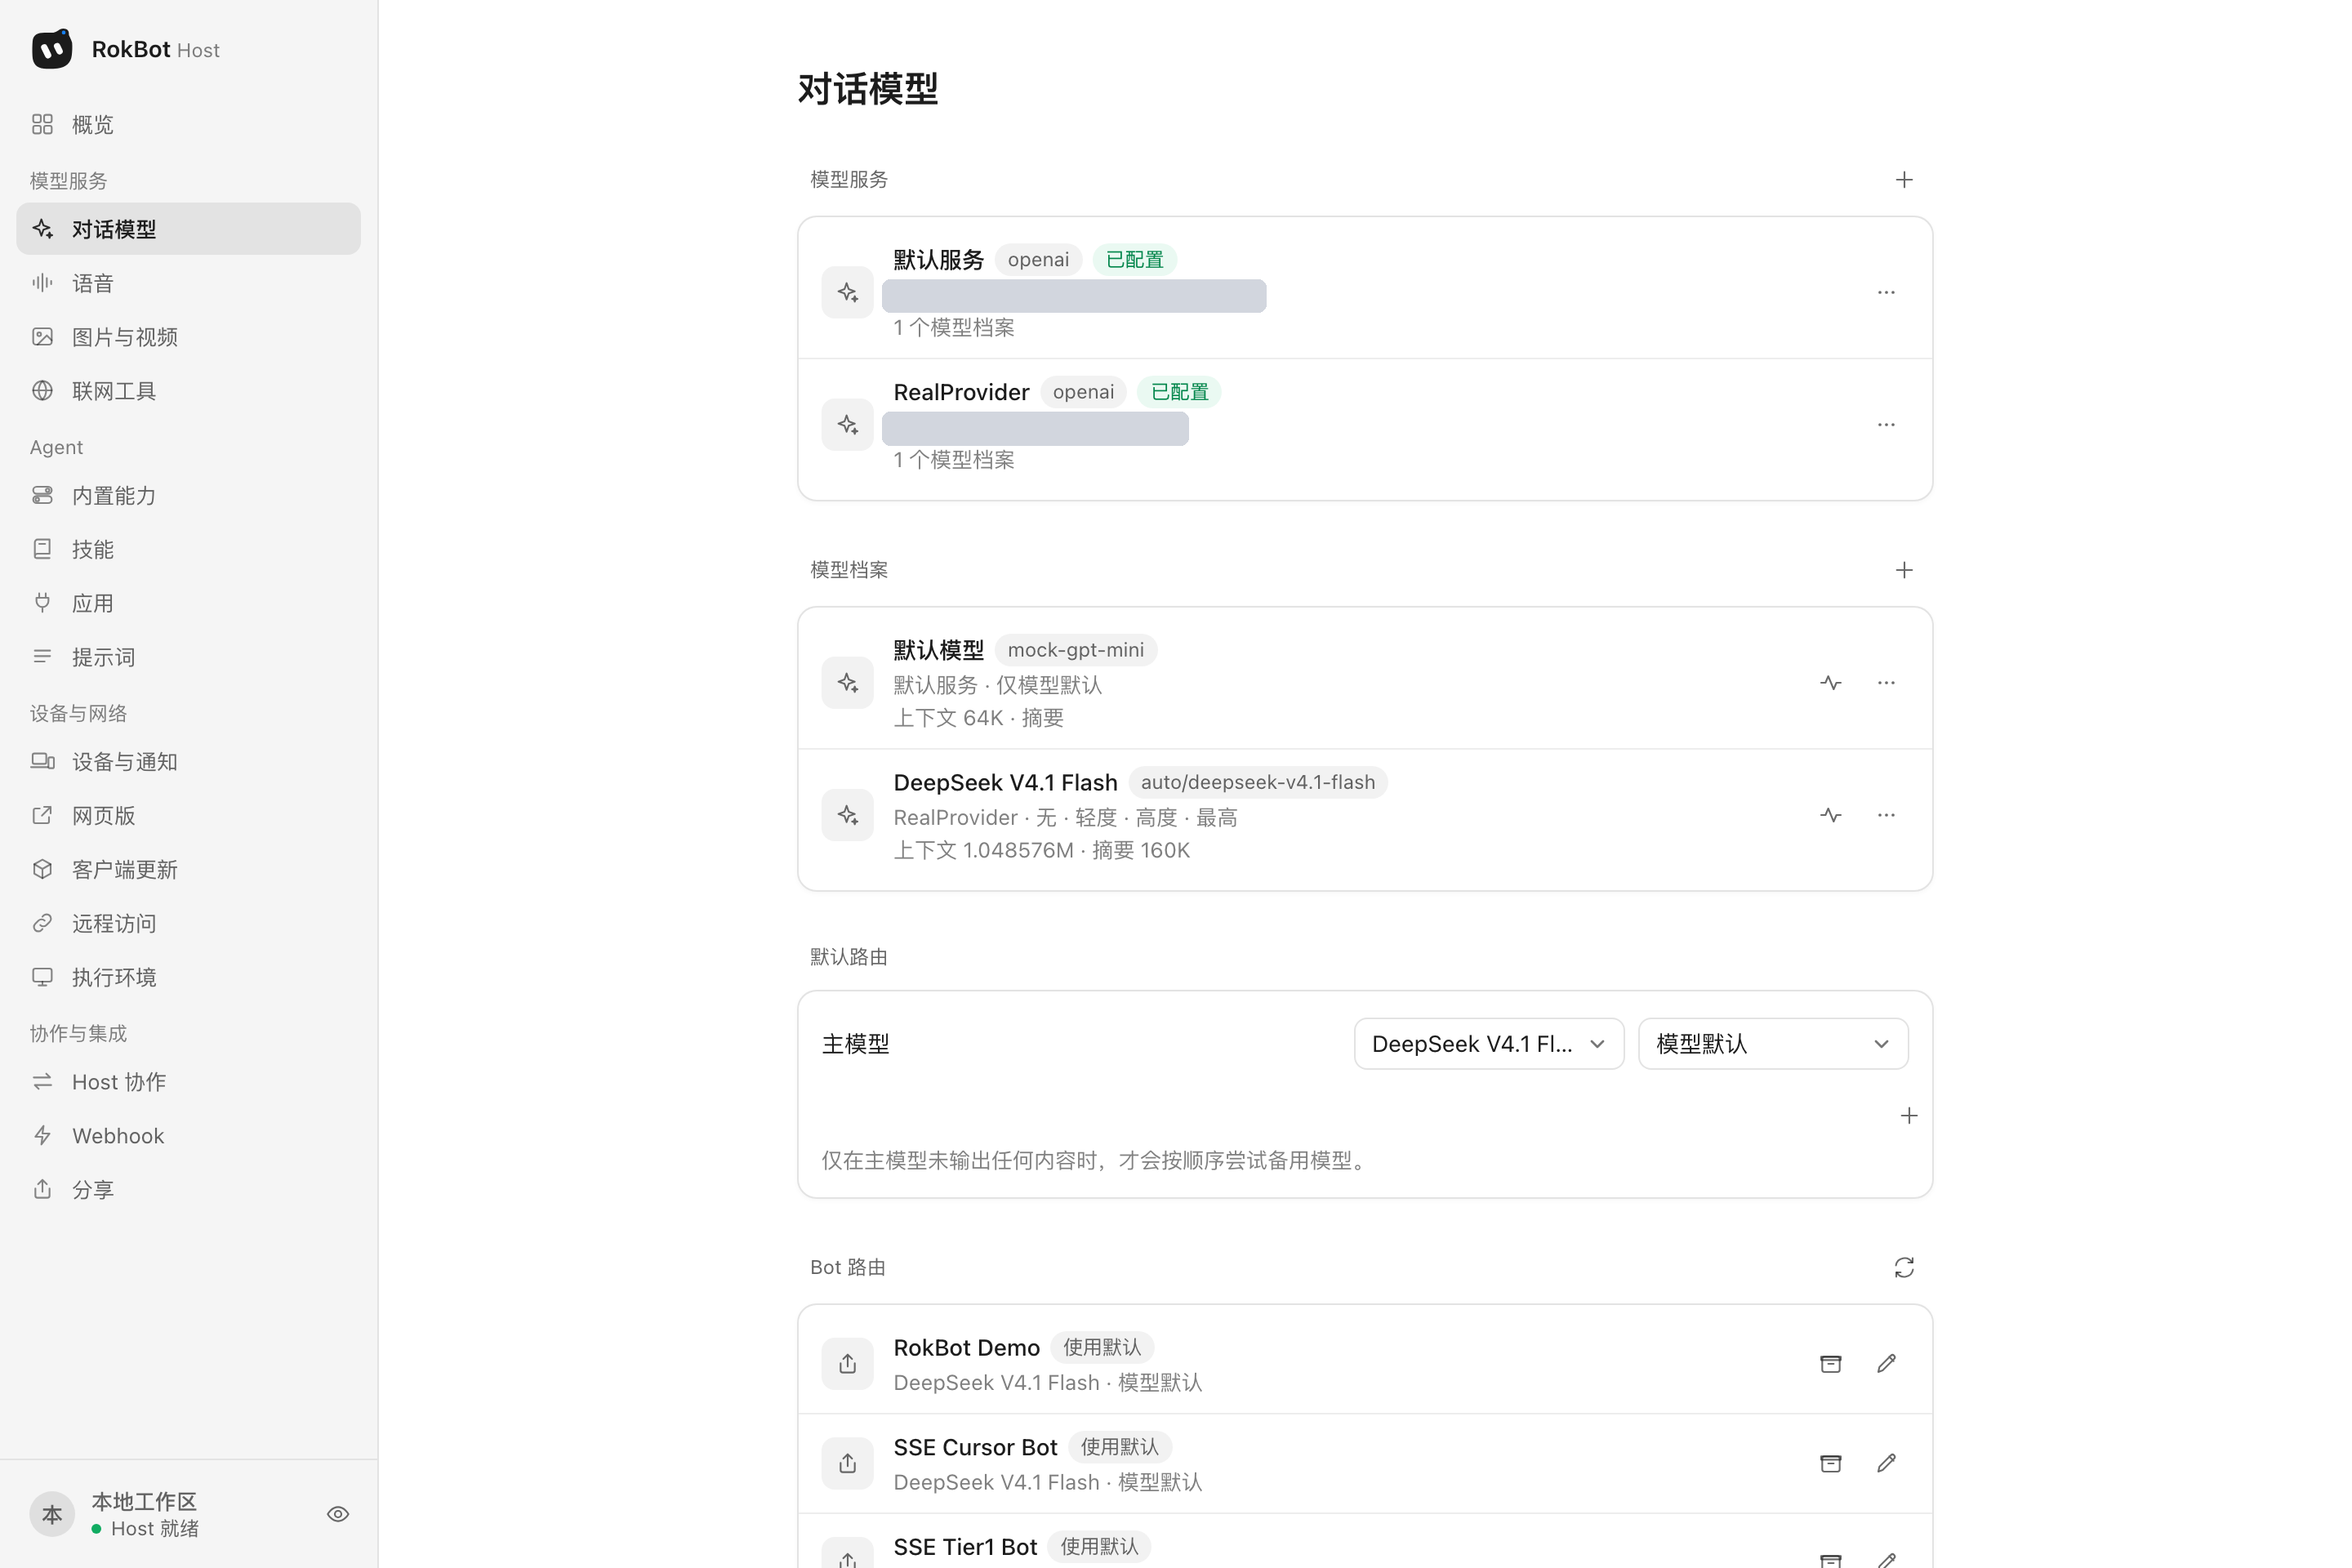 RokBot Host
概览
模型服务
对话模型
语音
图片与视频
联网工具
Agent
内置能力
技能
应用
提示词
设备与网络
设备与通知
网页版
客户端更新
远程访问
执行环境
协作与集成
Host 协作
Webhook
分享
本
本地工作区
Host 就绪
对话模型
模型服务
默认服务 openai 已配置
1 个模型档案
RealProvider openai 已配置
1 个模型档案
模型档案
默认模型 mock-gpt-mini
默认服务 · 仅模型默认
上下文 64K · 摘要
DeepSeek V4.1 Flash auto/deepseek-v4.1-flash
RealProvider · 无 · 轻度 · 高度 · 最高
上下文 1.048576M · 摘要 160K
默认路由
主模型 DeepSeek V4.1 Fl... 模型默认
仅在主模型未输出任何内容时，才会按顺序尝试备用模型。
Bot 路由
RokBot Demo 使用默认
DeepSeek V4.1 Flash · 模型默认
SSE Cursor Bot 使用默认
DeepSeek V4.1 Flash · 模型默认
SSE Tier1 Bot 使用默认